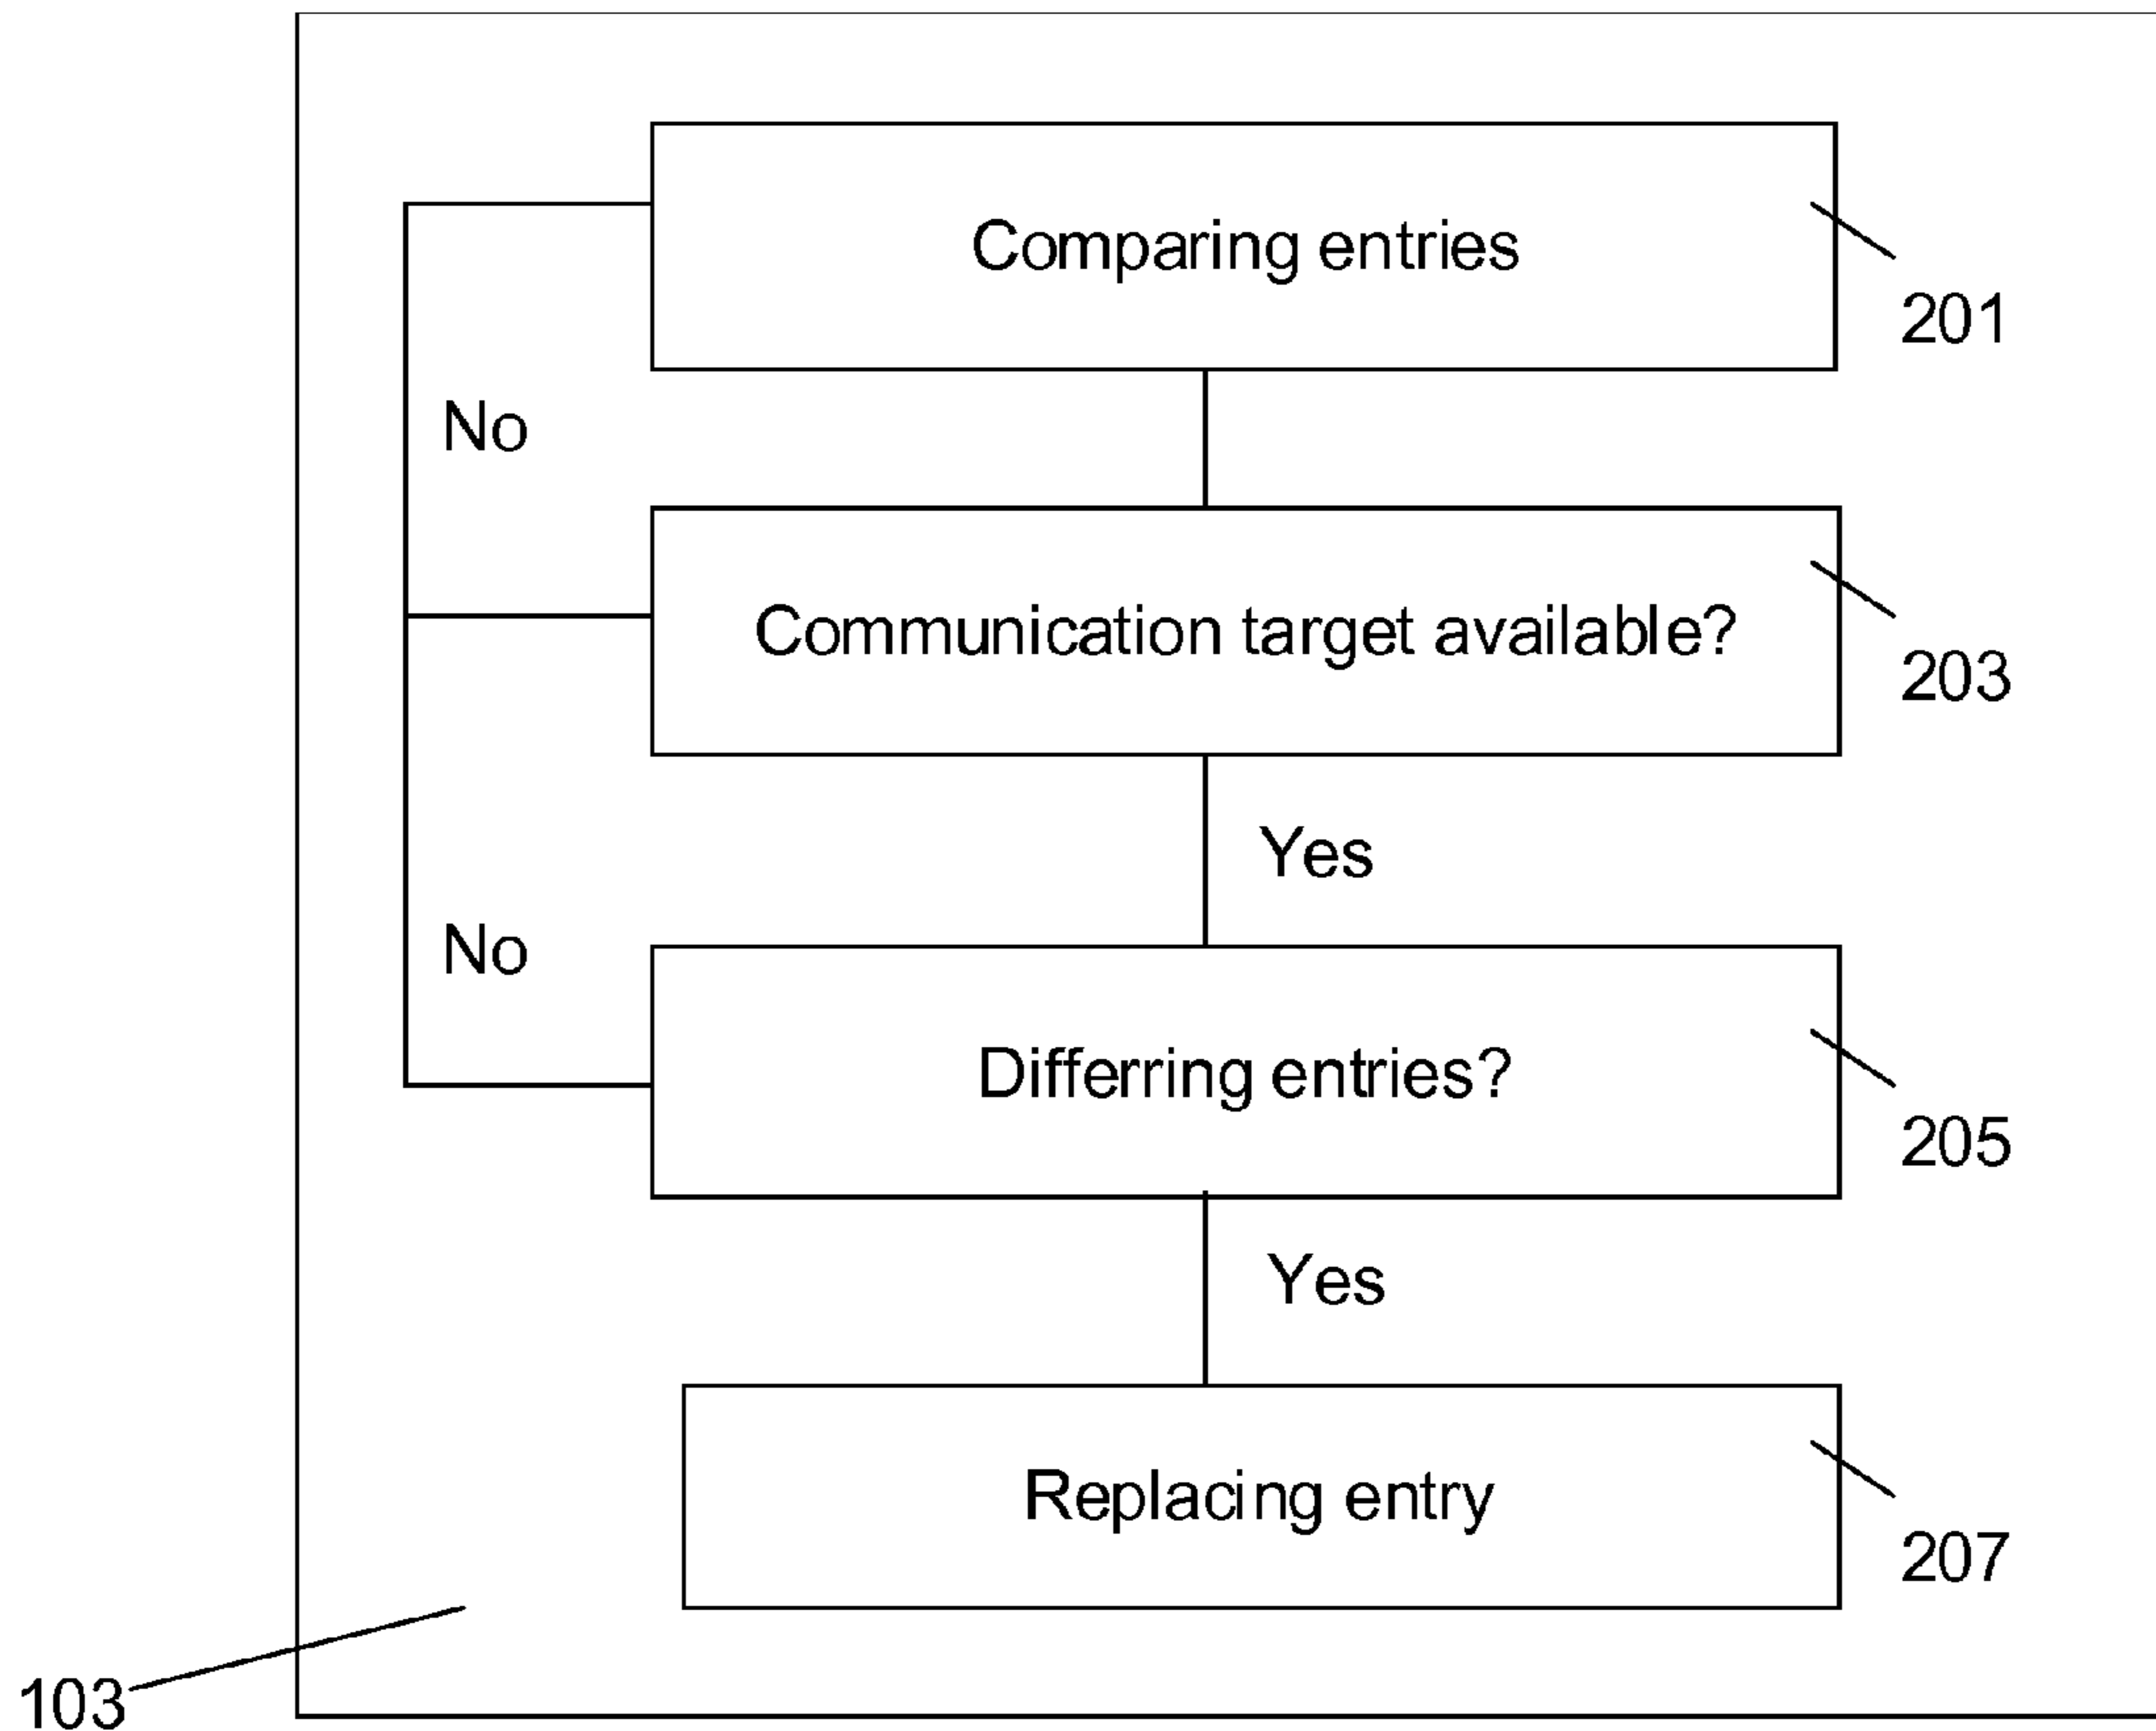 Comparing entries
201
No
Communication target available?
203
Yes
No
Differring entries?
205
Yes
Replacing entry
207
103